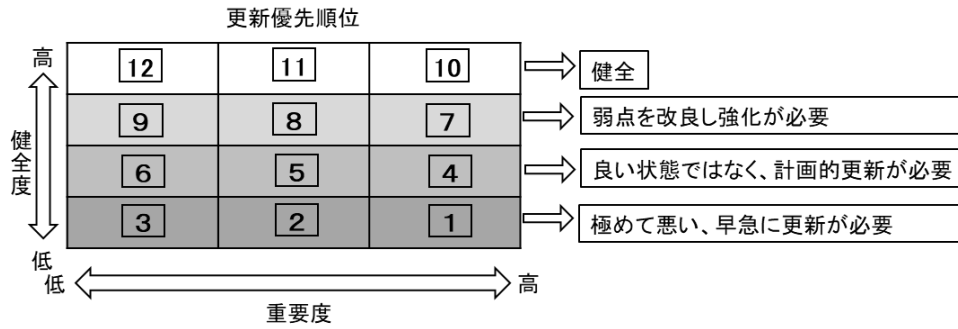 更新優先順位
高
12 11 10 健全
9 8 7 弱点を改良し強化が必要
健全度
6 5 4 良い状態ではなく、計画的更新が必要
3 2 1 極めて悪い、早急に更新が必要
低
低 高
重要度